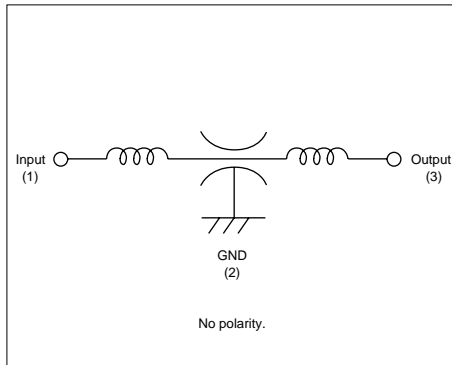 Input
(1)
Output
(3)
GND
(2)
No polarity.